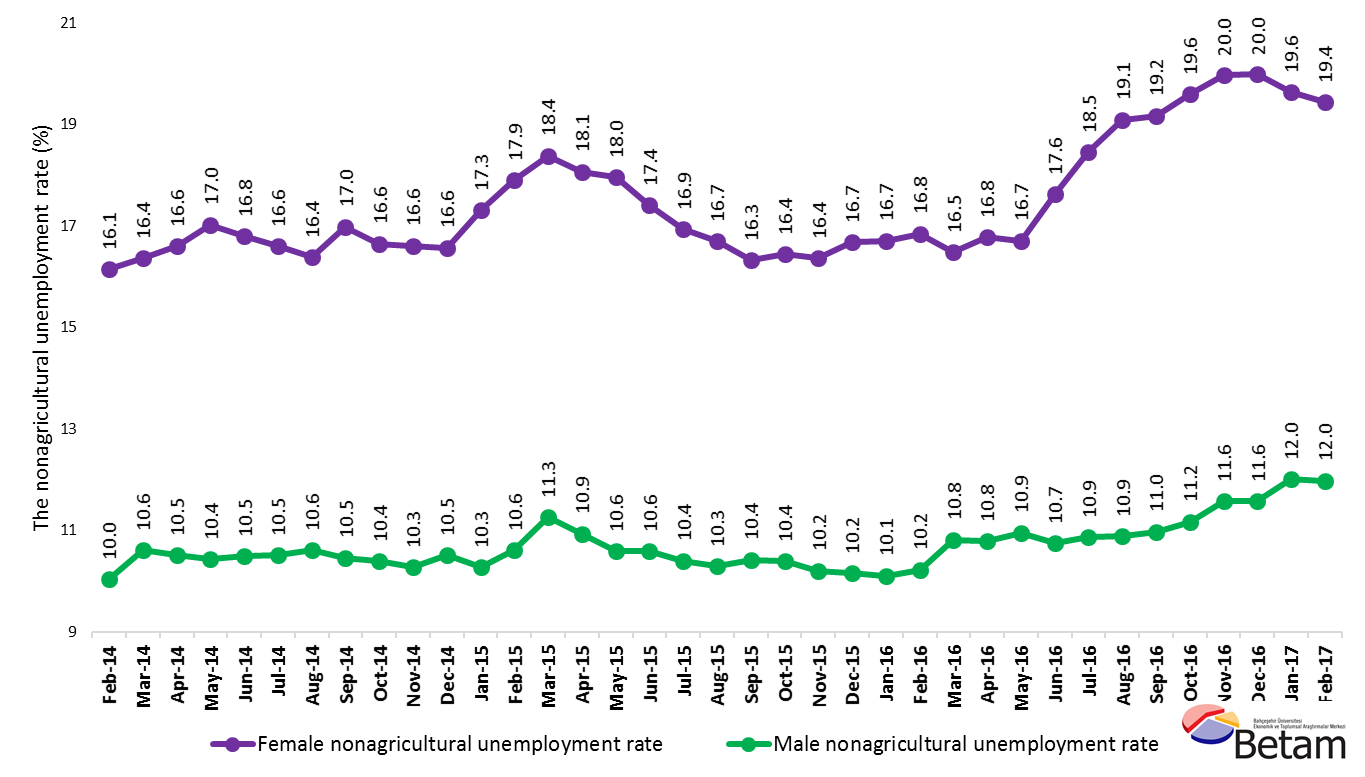 The nonagricultural unemployment rate (%)
21
19
17
15
13
11
9
16.1 16.4 16.6 17.0 16.8 16.6 16.4 17.0 16.6 16.6 16.6 17.3 17.9 18.4 18.1 18.0 17.4 16.9 16.7 16.3 16.4 16.4 16.7 16.7 16.8 16.5 16.8 16.7 17.6 18.5 19.1 19.2 19.6 20.0 20.0 19.6 19.4
10.0 10.6 10.5 10.4 10.5 10.5 10.6 10.5 10.4 10.3 10.5 10.3 10.6 11.3 10.9 10.6 10.6 10.4 10.3 10.4 10.4 10.2 10.2 10.1 10.2 10.8 10.8 10.9 10.7 10.9 10.9 11.0 11.2 11.6 11.6 12.0 12.0
Feb-14 Mar-14 Apr-14 May-14 Jun-14 Jul-14 Aug-14 Sep-14 Oct-14 Nov-14 Dec-14 Jan-15 Feb-15 Mar-15 Apr-15 May-15 Jun-15 Jul-15 Aug-15 Sep-15 Oct-15 Nov-15 Dec-15 Jan-16 Feb-16 Mar-16 Apr-16 May-16 Jun-16 Jul-16 Aug-16 Sep-16 Oct-16 Nov-16 Dec-16 Jan-17 Feb-17
Female nonagricultural unemployment rate
Male nonagricultural unemployment rate
Bahçeşehir Üniversitesi
Ekonomik ve Toplumsal Araştırmalar Merkezi
Betam